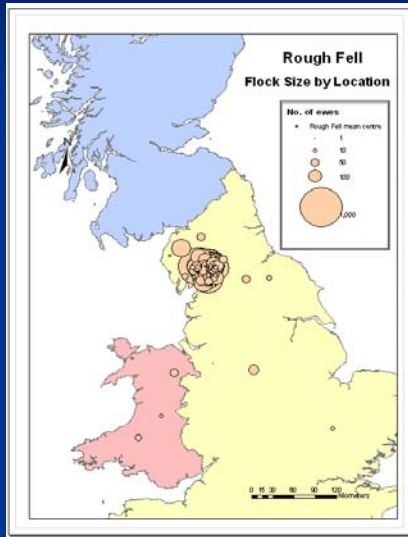 Rough Fell
Flock Size by Location
No. of ewes
Rough Fell mean centre
1
10
50
100
1,000
N
0 15 30 60 90 120
Kilometers